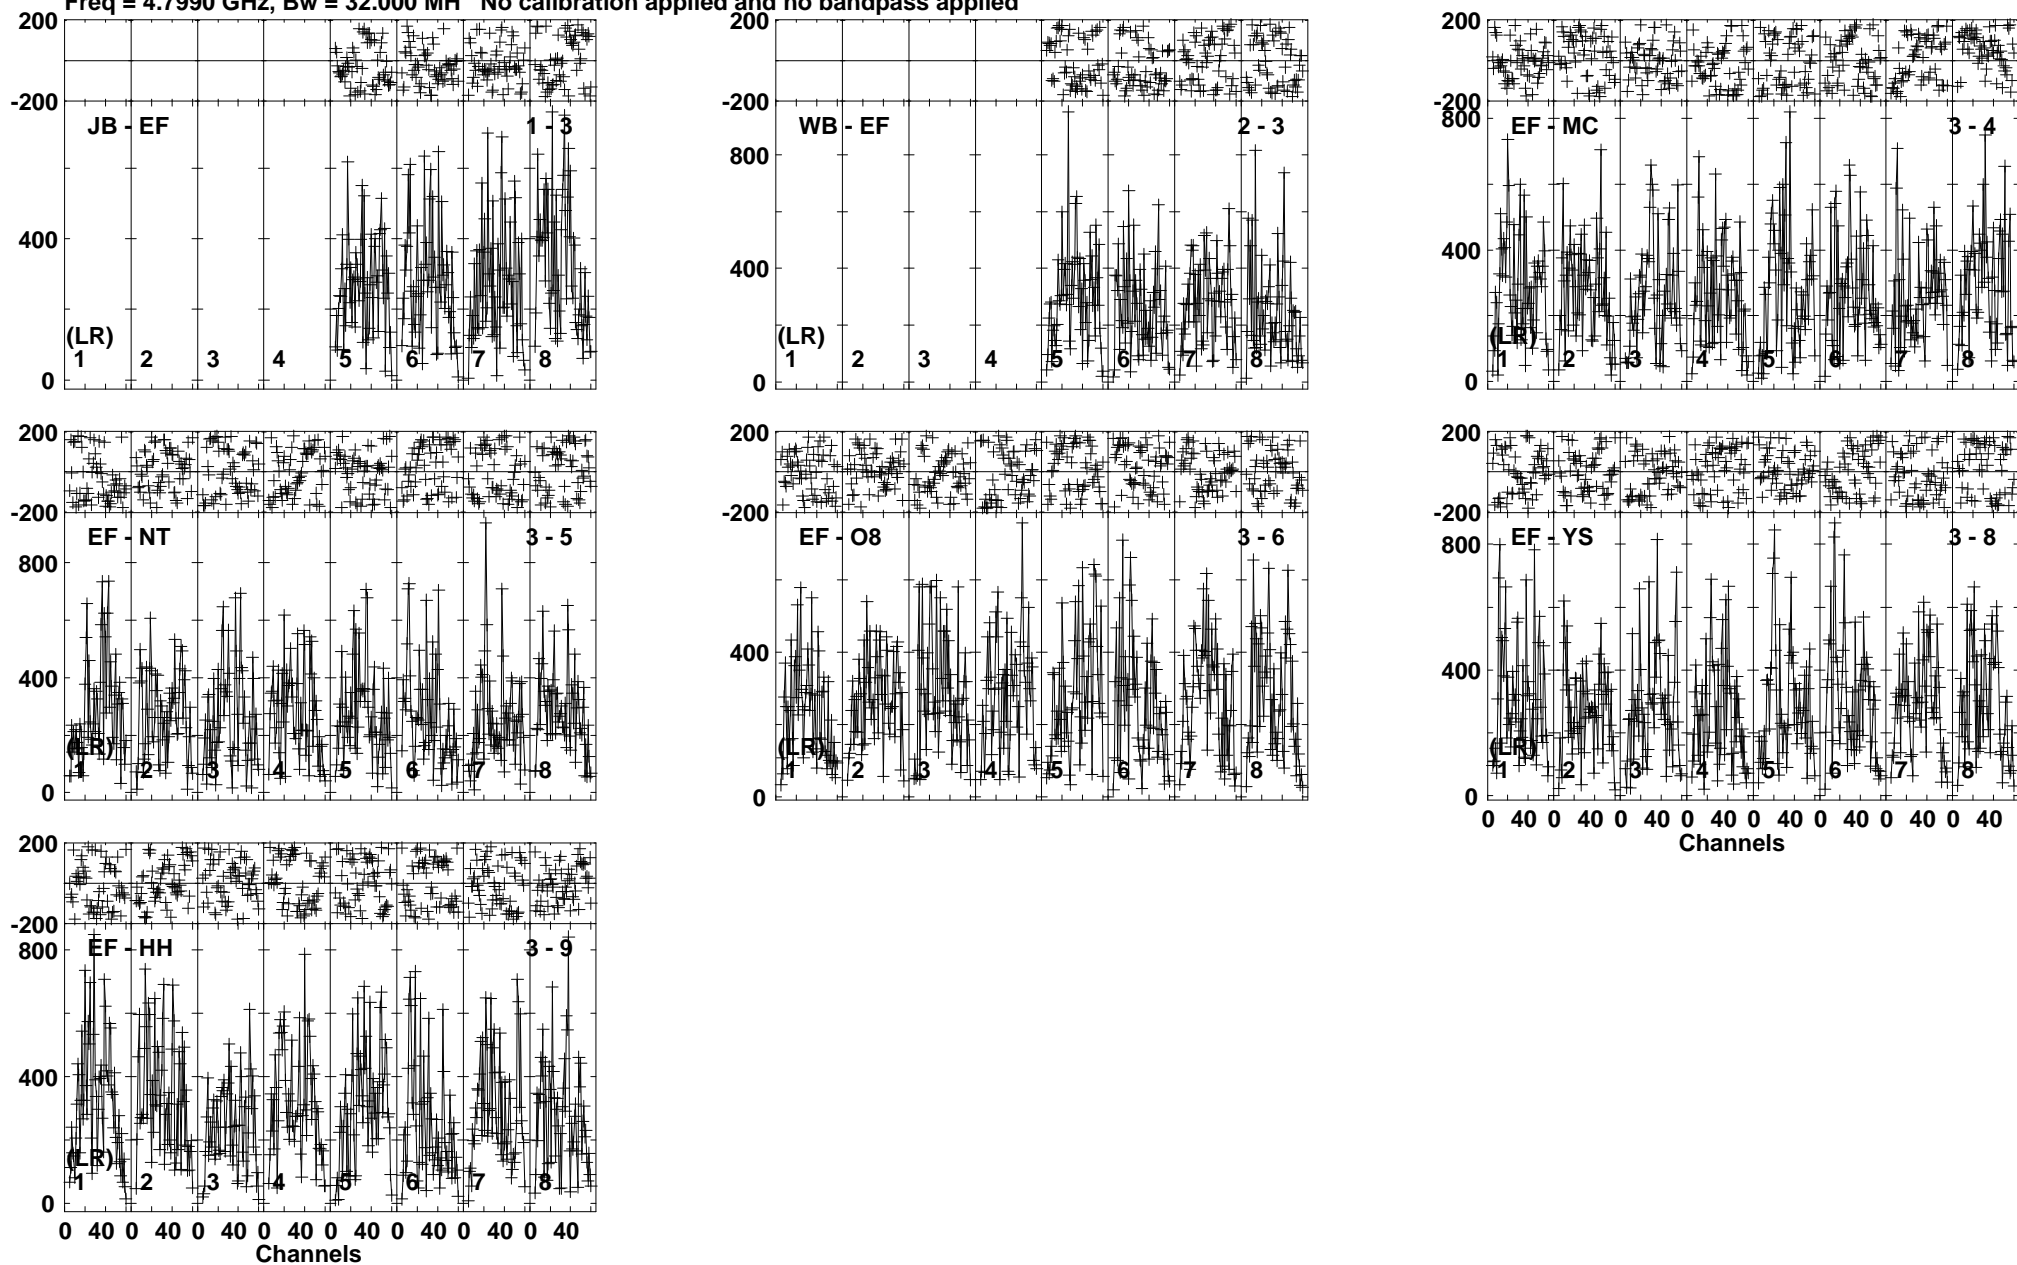 Freq = 4.7990 GHz, Bw = 32.000 MH No calibration applied and no bandpass applied
200
-200
JB - EF 1 - 3
400
(LR)
1 2 3 4 5 6 7 8
0
200
-200
WB - EF 2 - 3
800
400
(LR)
1 2 3 4 5 6 7 8
0
200
-200
800
EF - MC 3 - 4
400
(LR)
1 2 3 4 5 6 7 8
0
200
-200
EF - NT 3 - 5
800
400
(LR)
1 2 3 4 5 6 7 8
0
200
-200
EF - O8 3 - 6
400
(LR)
1 2 3 4 5 6 7 8
0
200
-200
EF - YS 3 - 8
800
400
(LR)
1 2 3 4 5 6 7 8
0
0 40 0 40 0 40 0 40 0 40 0 40 0 40 0 40
Channels
200
-200
EF - HH 3 - 9
800
400
(LR)
1 2 3 4 5 6 7 8
0
0 40 0 40 0 40 0 40 0 40 0 40 0 40 0 40
Channels